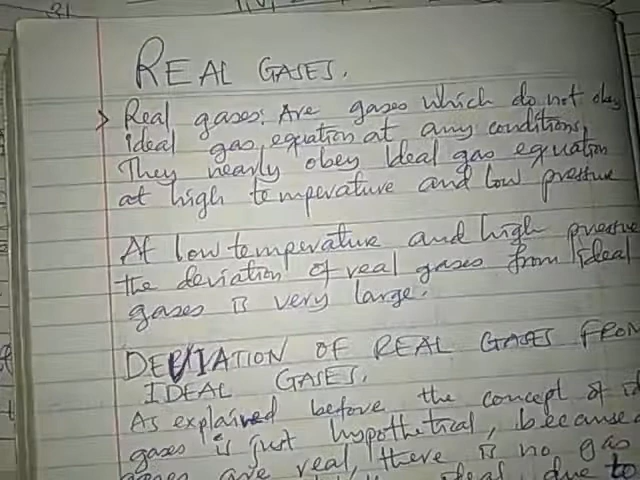 REAL GASES.
> Real gases: Are gases which do not obey
ideal gas equation at any conditions,
They nearly obey Ideal gas equation
at high temperature and low pressure
At low temperature and high pressure
the deviation of real gases from ideal
gases is very large.
DEVIATION OF REAL GASES FROM
IDEAL GASES.
As explained before the concept of
gases is just hypothetical, because
are real, there is no gas
due to